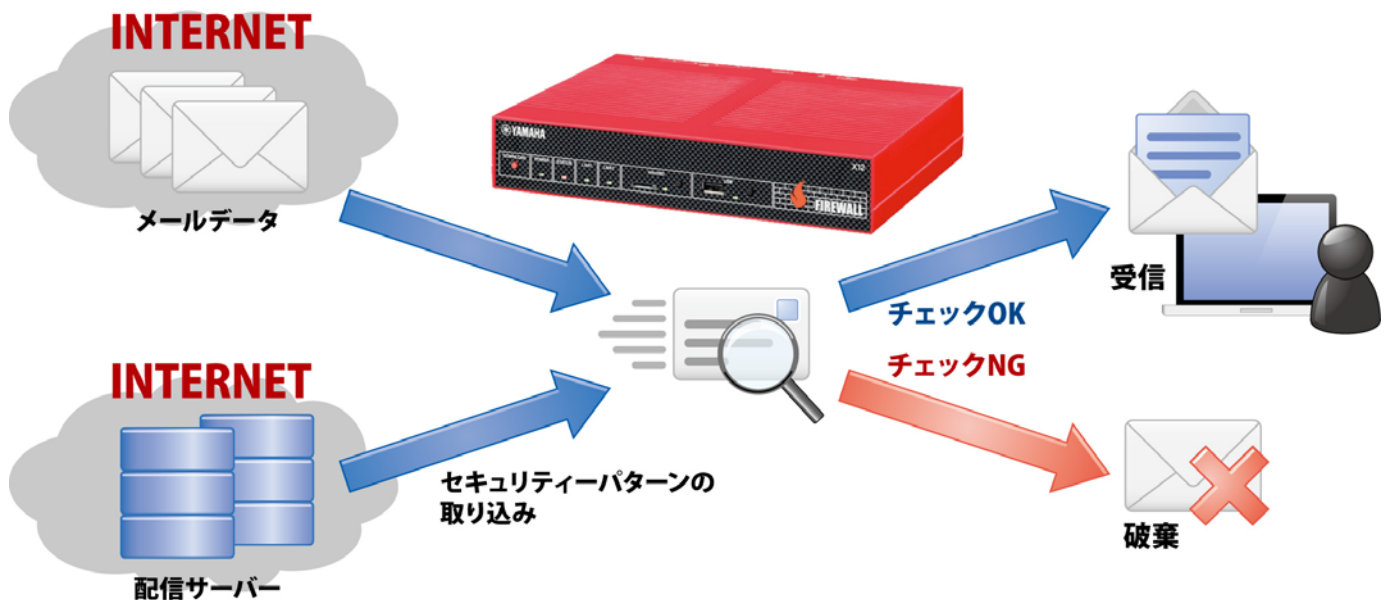 INTERNET
メールデータ
YAMAHA
X12
FIREWALL
受信
チェックOK
チェックNG
INTERNET
セキュリティーパターンの
取り込み
破棄
配信サーバー